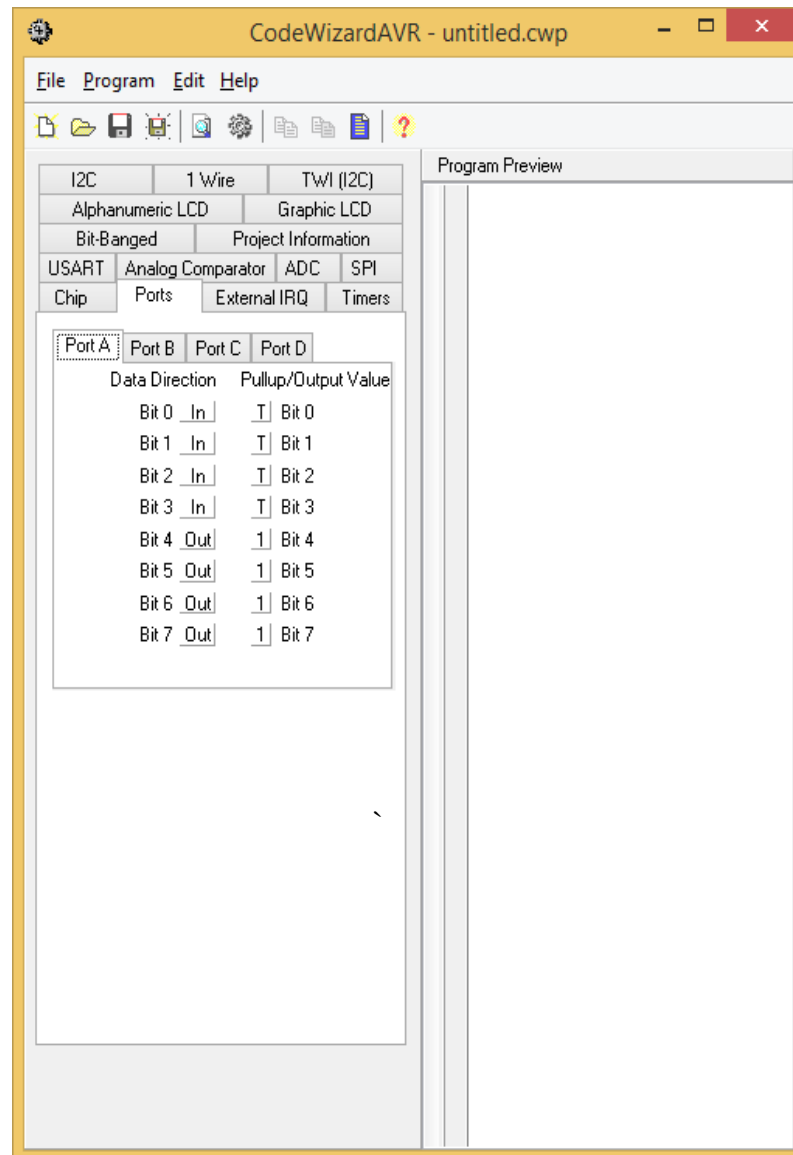 CodeWizardAVR - untitled.cwp
File Program Edit Help
Program Preview
I2C 1 Wire TWI (I2C)
Alphanumeric LCD Graphic LCD
Bit-Banged Project Information
USART Analog Comparator ADC SPI
Chip Ports External IRQ Timers
Port A Port B Port C Port D
Data Direction Pullup/Output Value
Bit 0 In T Bit 0
Bit 1 In T Bit 1
Bit 2 In T Bit 2
Bit 3 In T Bit 3
Bit 4 Out 1 Bit 4
Bit 5 Out 1 Bit 5
Bit 6 Out 1 Bit 6
Bit 7 Out 1 Bit 7